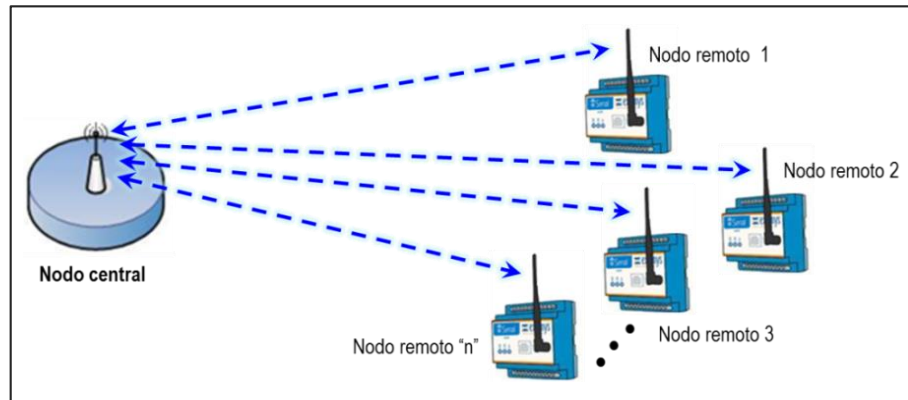 Nodo remoto 1
Nodo remoto 2
Nodo central
Nodo remoto 3
Nodo remoto "n"